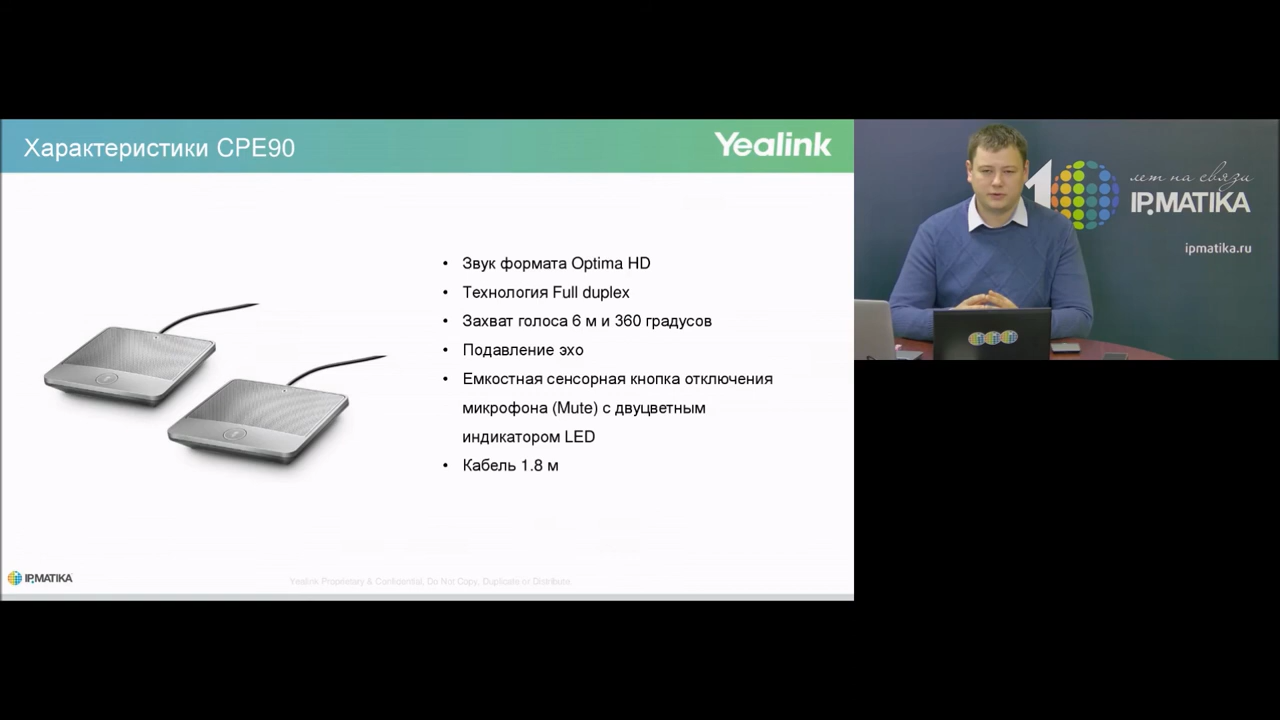 Характеристики CPE90
Yealink
• Звук формата Optima HD
• Технология Full duplex
• Захват голоса 6 м и 360 градусов
• Подавление эхо
• Емкостная сенсорная кнопка отключения
микрофона (Mute) с двуцветным
индикатором LED
• Кабель 1.8 м
IP.MATIKA
Yealink Proprietary & Confidential, Do Not Copy, Duplicate or Distribute.
10 лет на связи
IP.MATIKA
ipmatika.ru